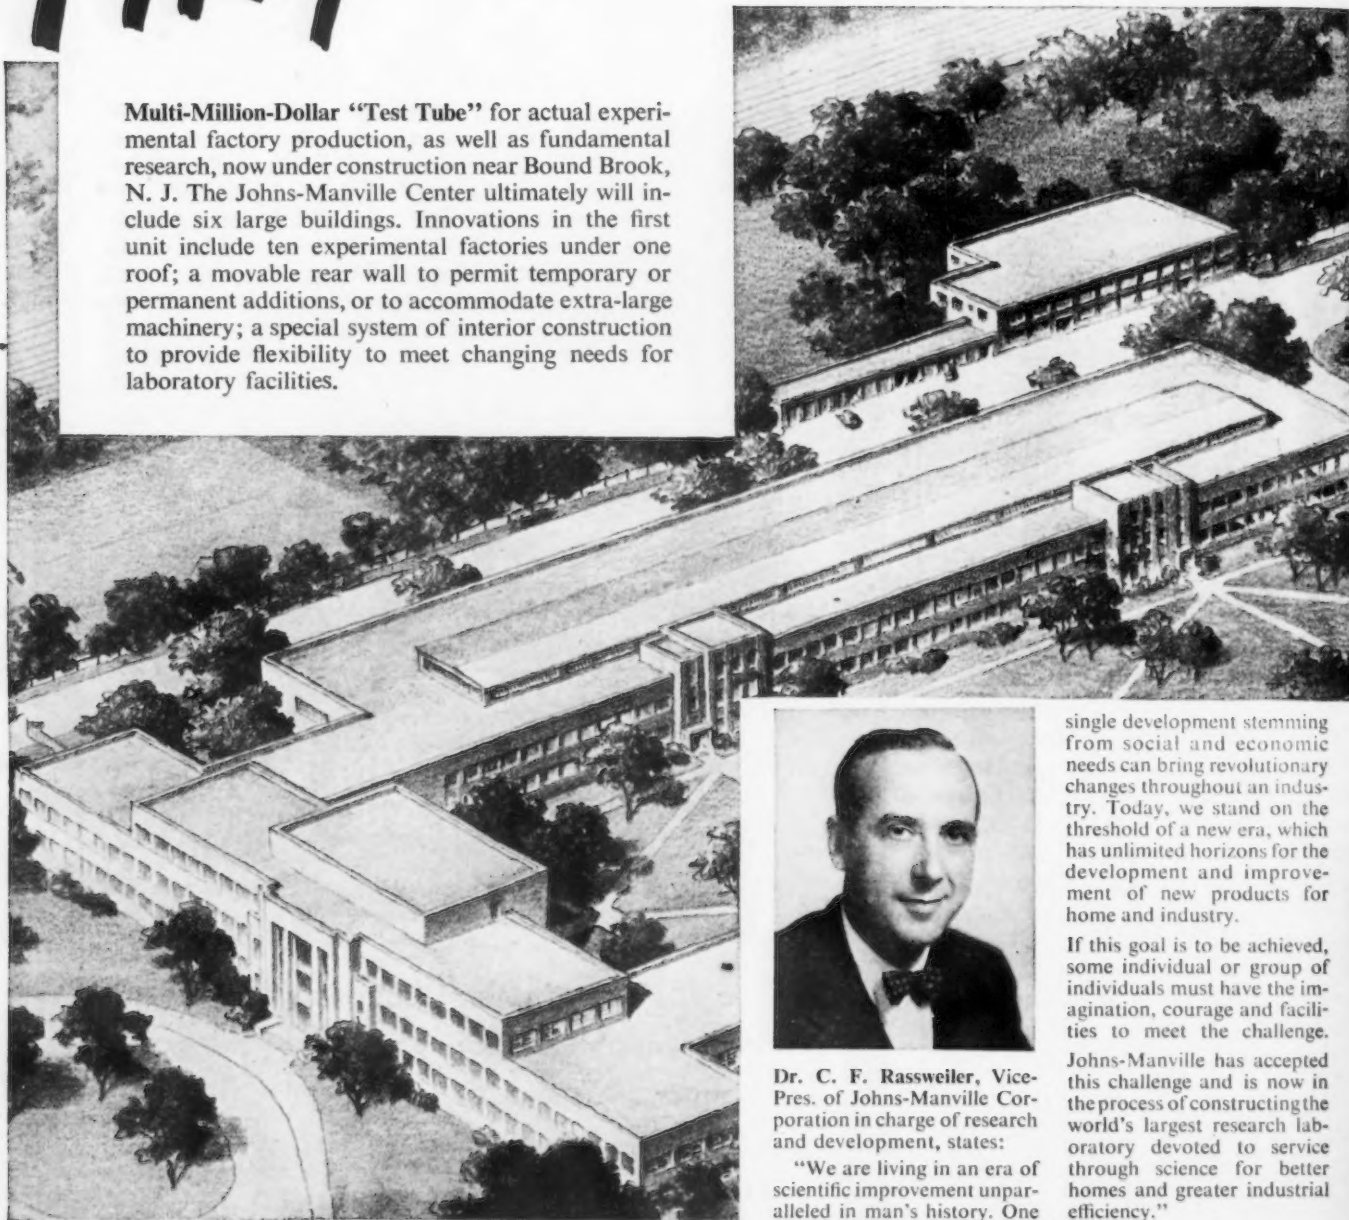 Multi-Million-Dollar “Test Tube” for actual experi-
mental factory production, as well as fundamental
research, now under construction near Bound Brook,
N. J. The Johns-Manville Center ultimately will in-
clude six large buildings. Innovations in the first
unit include ten experimental factories under one
roof; a movable rear wall to permit temporary or
permanent additions, or to accommodate extra-large
machinery; a special system of interior construction
to provide flexibility to meet changing needs for
laboratory facilities.
Dr. C. F. Rassweiler, Vice-
Pres. of Johns-Manville Cor-
poration in charge of research
and development, states:
“We are living in an era of
scientific improvement unpar-
alleled in man's history. One
single development stemming
from social and economic
needs can bring revolutionary
changes throughout an indus-
try. Today, we stand on the
threshold of a new era, which
has unlimited horizons for the
development and improve-
ment of new products for
home and industry.
If this goal is to be achieved,
some individual or group of
individuals must have the im-
agination, courage and facili-
ties to meet the challenge.
Johns-Manville has accepted
this challenge and is now in
the process of constructing the
world's largest research lab-
oratory devoted to service
through science for better
homes and greater industrial
efficiency.”